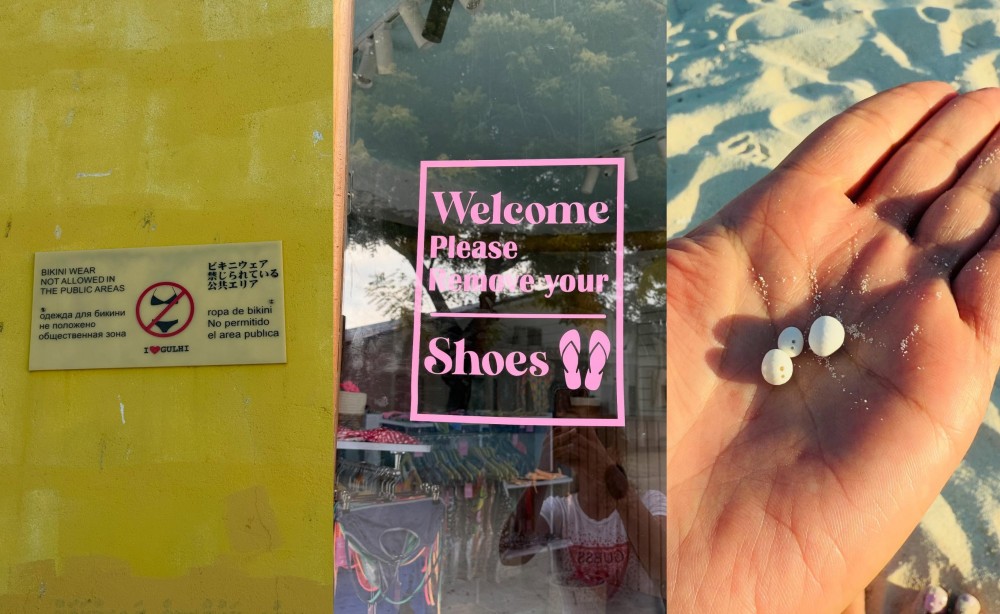 BIKINI WEAR
NOT ALLOWED IN
THE PUBLIC AREAS
одежда для бикини
не положено
общественная зона
ビキニウェア
禁じられている
公共エリア
ropa de bikini
No permitido
el area publica
I❤GULHI
Welcome
Please
Remove your
Shoes
GUESS